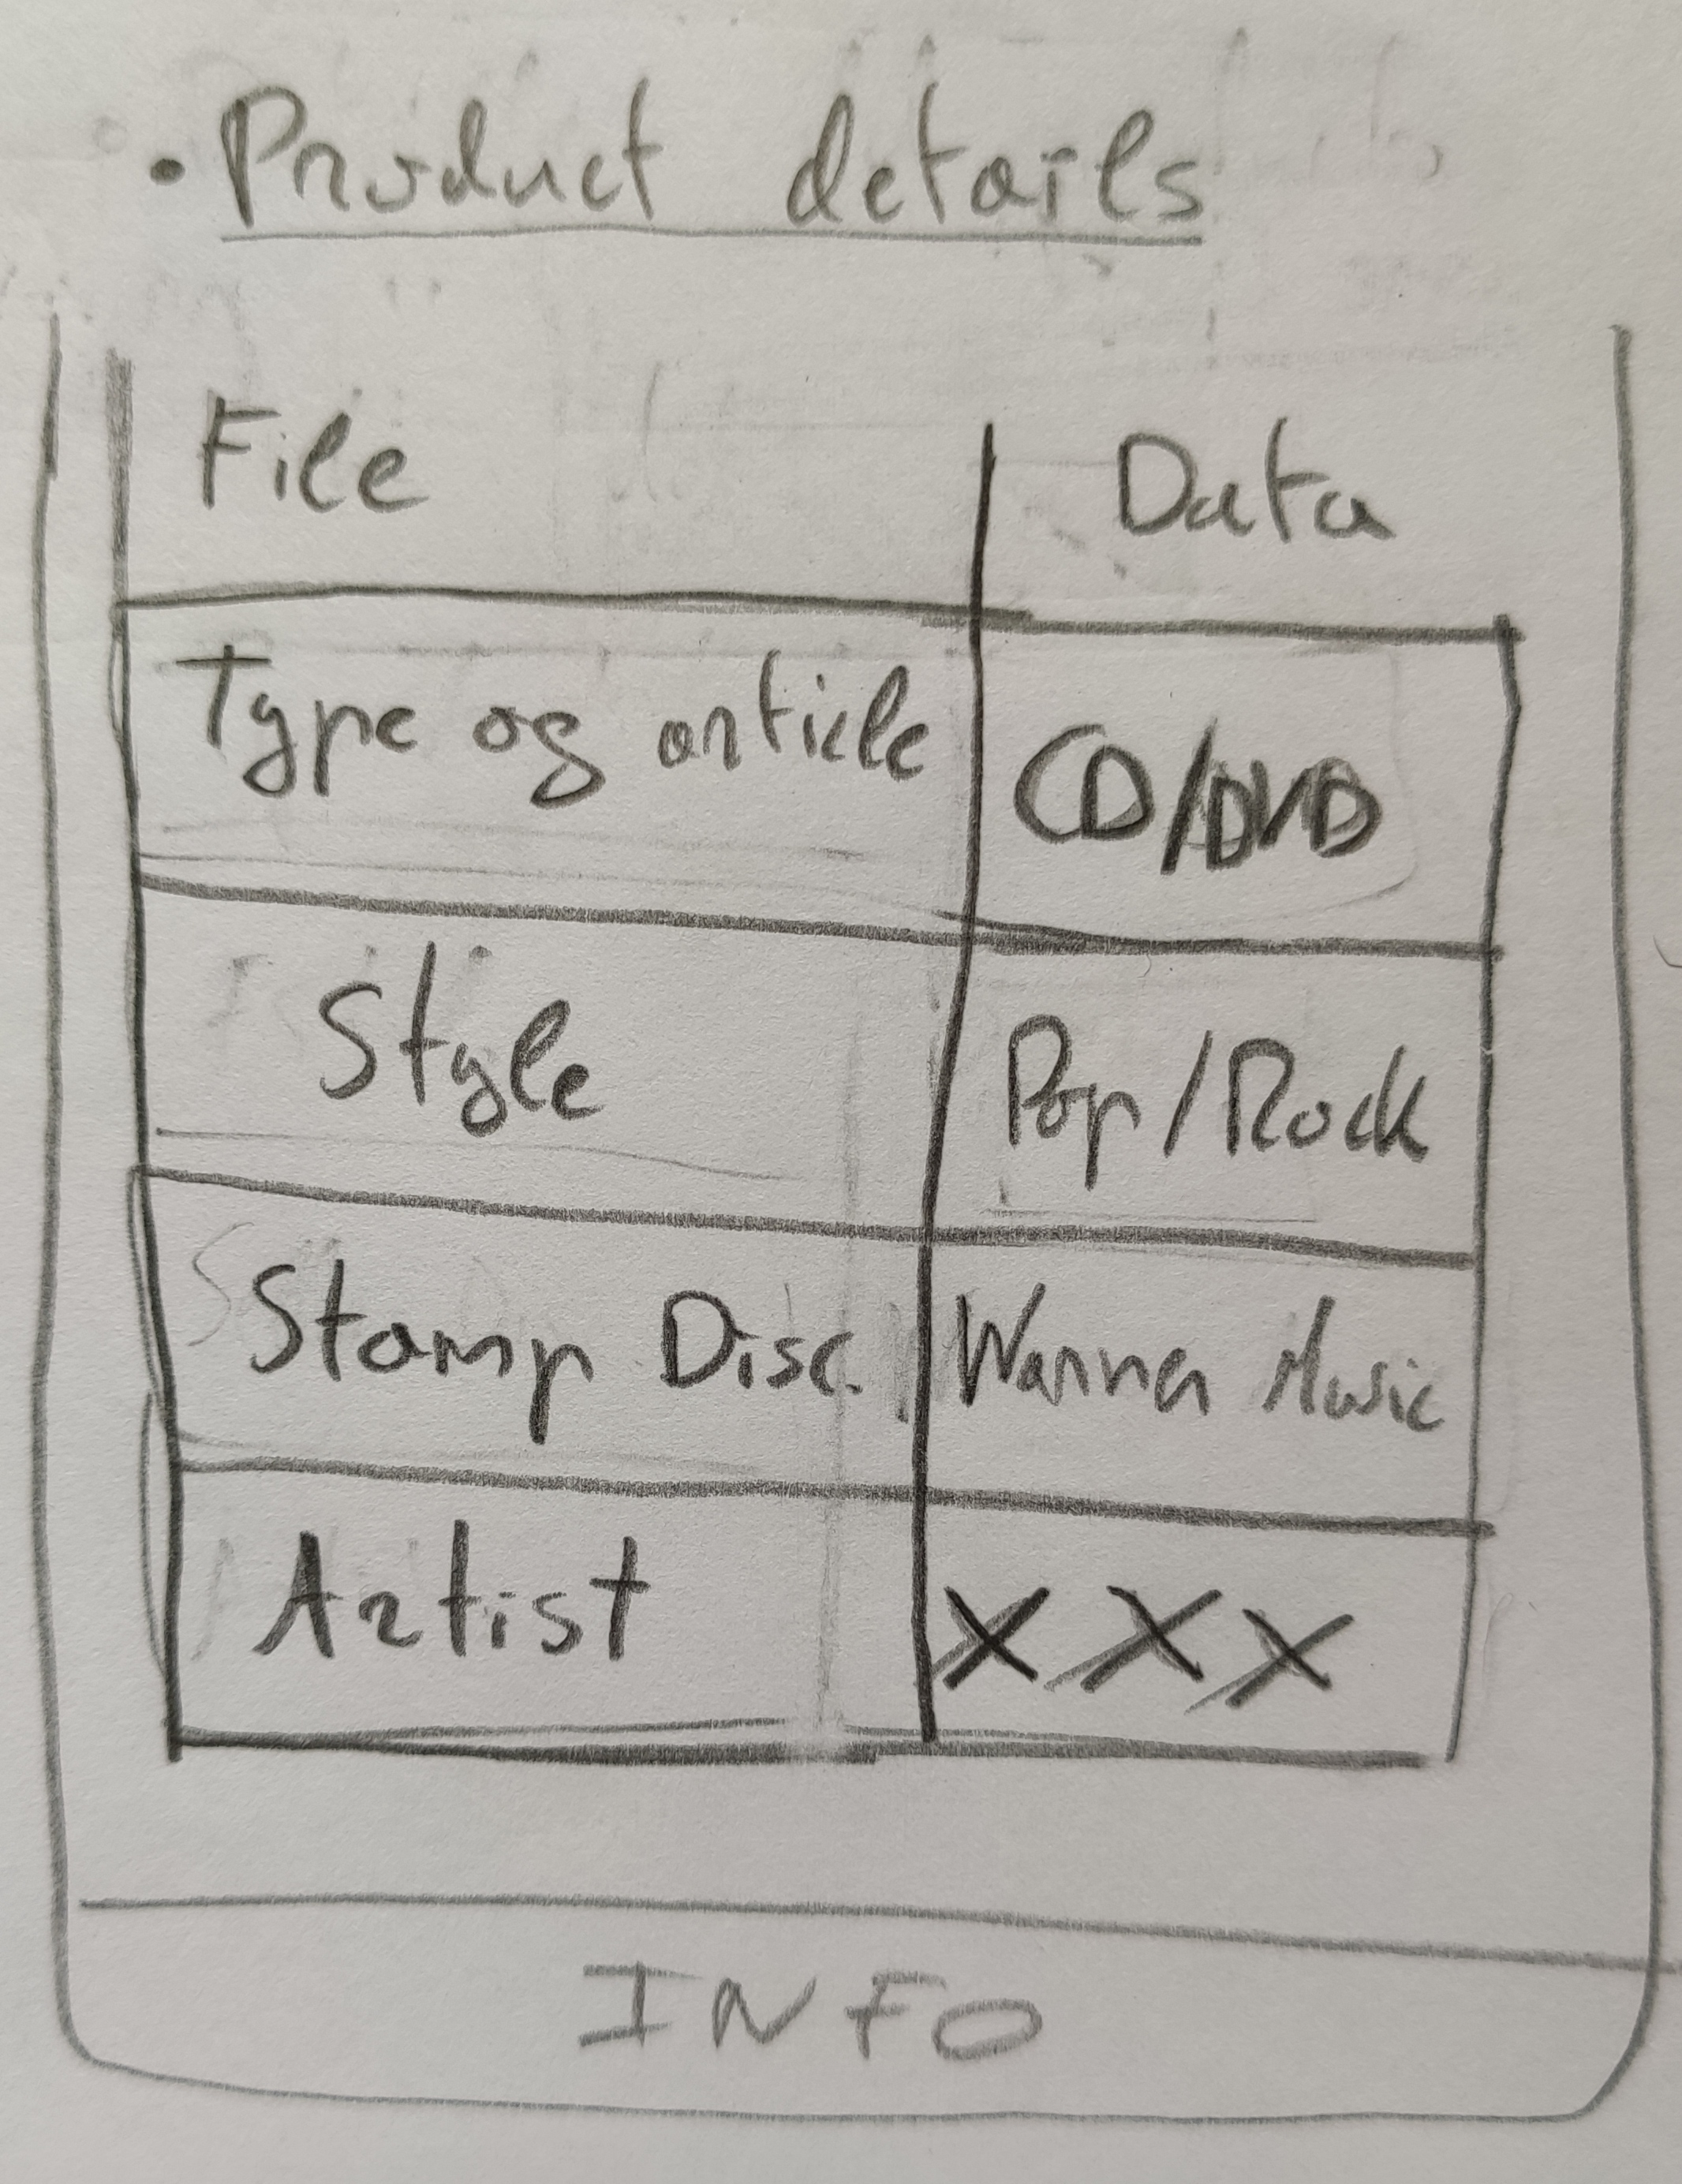 • Product details
File Data
Type og article CD/DVD
Style Pop/Rock
Stamp Disc. Warner Music
Artist XXX
INFO